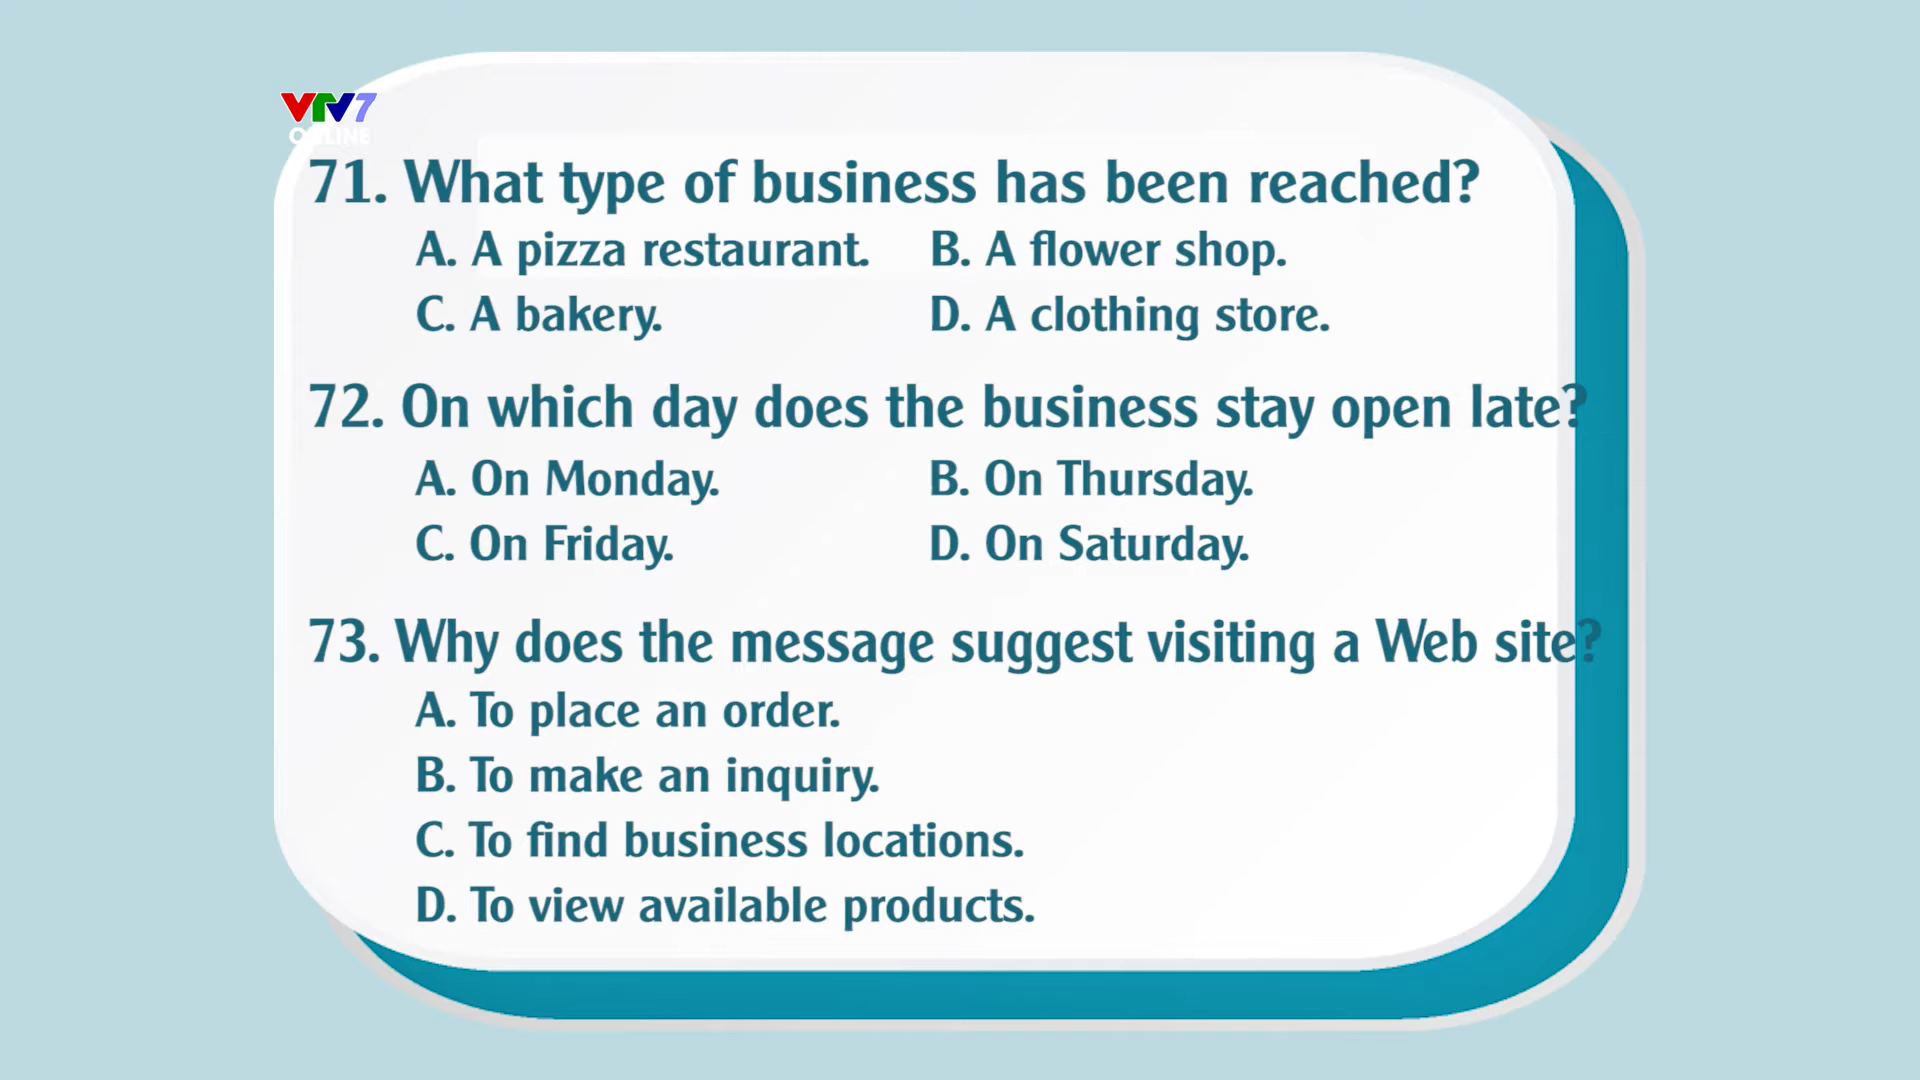 VTV7
ONLINE
71. What type of business has been reached?
A. A pizza restaurant. B. A flower shop.
C. A bakery. D. A clothing store.
72. On which day does the business stay open late?
A. On Monday. B. On Thursday.
C. On Friday. D. On Saturday.
73. Why does the message suggest visiting a Web site?
A. To place an order.
B. To make an inquiry.
C. To find business locations.
D. To view available products.